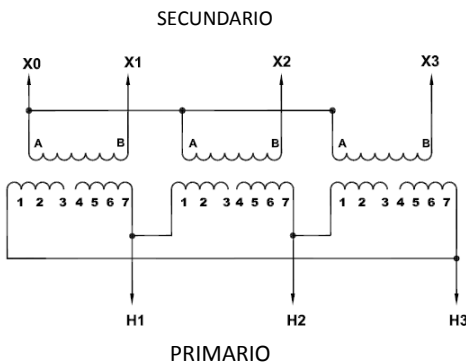 SECUNDARIO
X0 X1 X2 X3
A B A B A B
1 2 3 4 5 6 7 1 2 3 4 5 6 7 1 2 3 4 5 6 7
H1 H2 H3
PRIMARIO